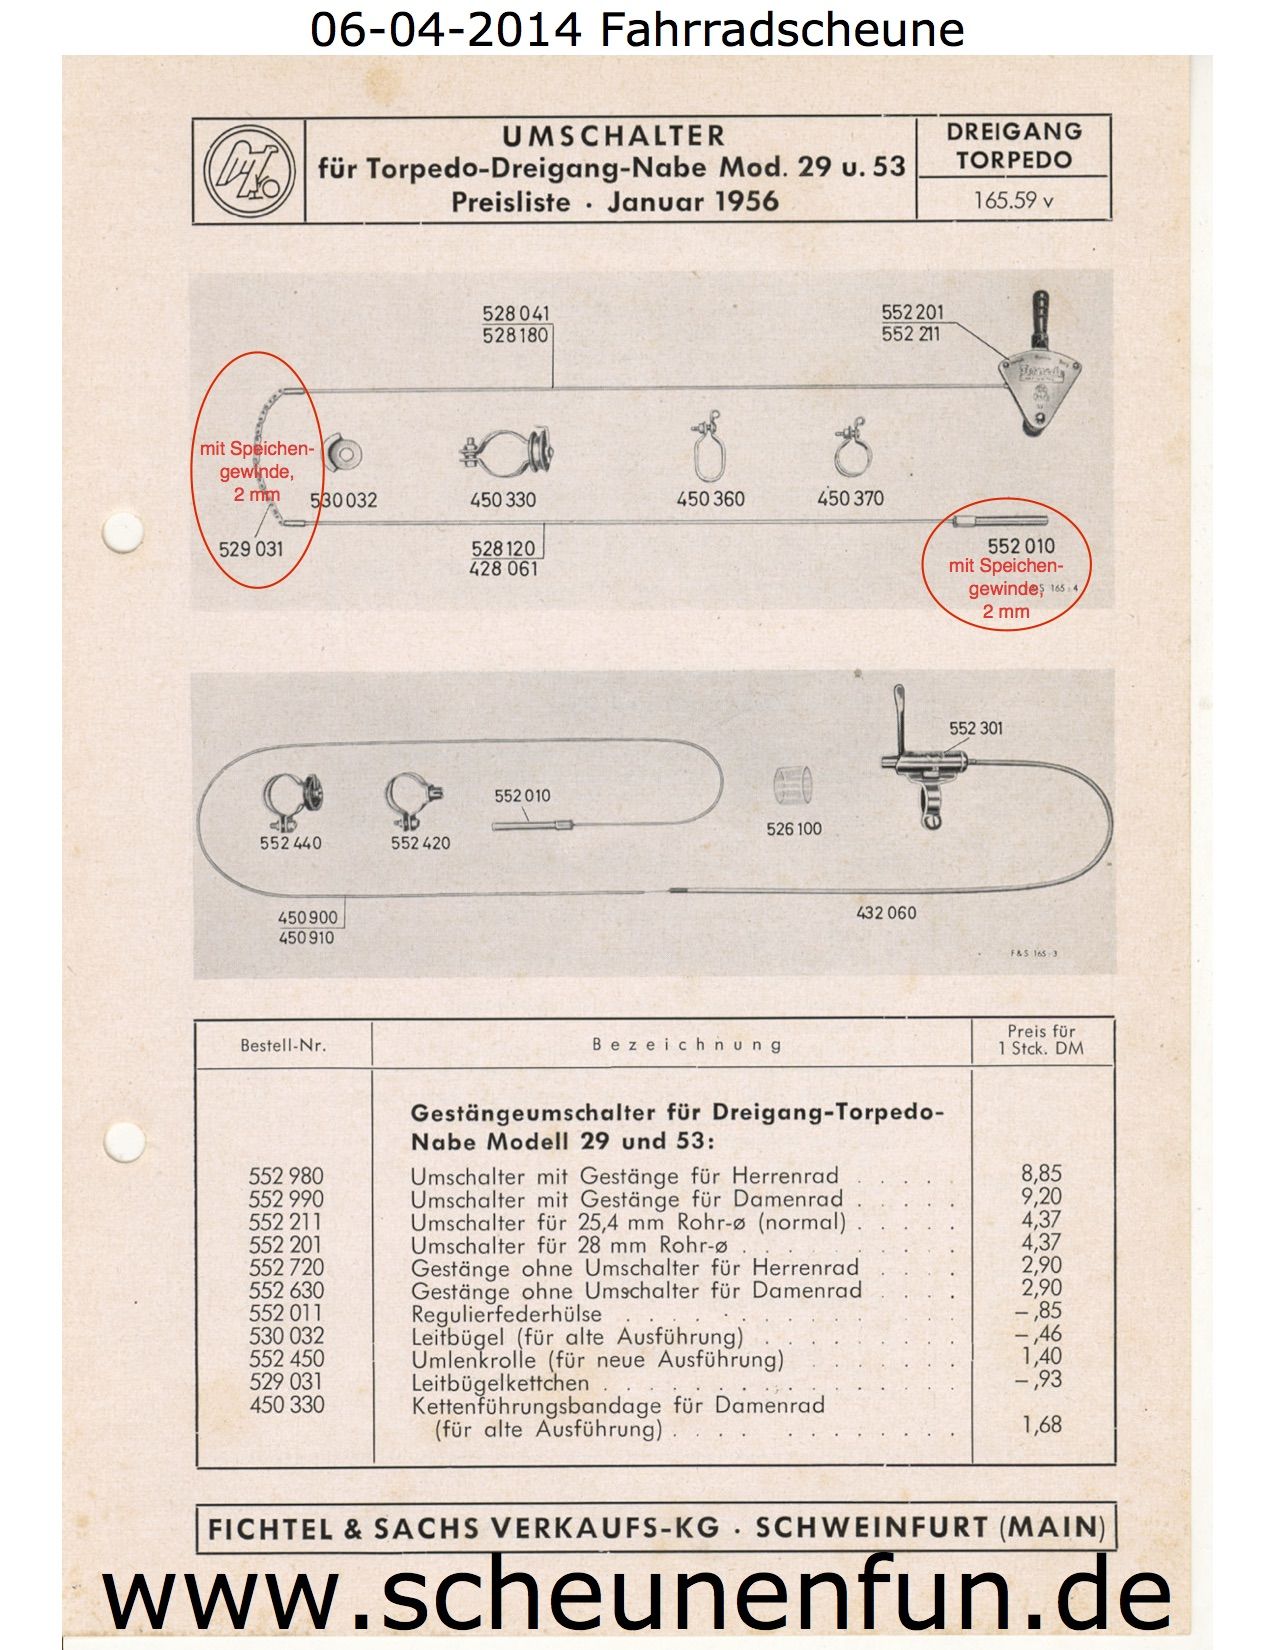 06-04-2014 Fahrradscheune
UMSCHALTER
für Torpedo-Dreigang-Nabe Mod. 29 u. 53
Preisliste · Januar 1956
DREIGANG
TORPEDO
165.59 v
528 041
528 180
552 201
552 211
mit Speichen-
gewinde,
2 mm
530 032
450 330
450 360
450 370
529 031
528 120
428 061
552 010
mit Speichen-
gewinde,
2 mm
S 165 : 4
552 301
552 010
552 440
552 420
526 100
450 900
450 910
432 060
F & S 165 : 3
Bestell-Nr. Bezeichnung Preis für
1 Stck. DM
Gestängeumschalter für Dreigang-Torpedo-
Nabe Modell 29 und 53:
552 980 Umschalter mit Gestänge für Herrenrad . . . . . 8,85
552 990 Umschalter mit Gestänge für Damenrad . . . . . 9,20
552 211 Umschalter für 25,4 mm Rohr-ø (normal) . . . . . 4,37
552 201 Umschalter für 28 mm Rohr-ø . . . . . . . . . . 4,37
552 720 Gestänge ohne Umschalter für Herrenrad . . . . 2,90
552 630 Gestänge ohne Umschalter für Damenrad . . . . 2,90
552 011 Regulierfederhülse . . . . . . . . . . . . . . –,85
530 032 Leitbügel (für alte Ausführung) . . . . . . . . . –,46
552 450 Umlenkrolle (für neue Ausführung) . . . . . . . 1,40
529 031 Leitbügelkettchen . . . . . . . . . . . . . . . –,93
450 330 Kettenführungsbandage für Damenrad
(für alte Ausführung) . . . . . . . . . . . . 1,68
FICHTEL & SACHS VERKAUFS-KG · SCHWEINFURT (MAIN)
www.scheunenfun.de